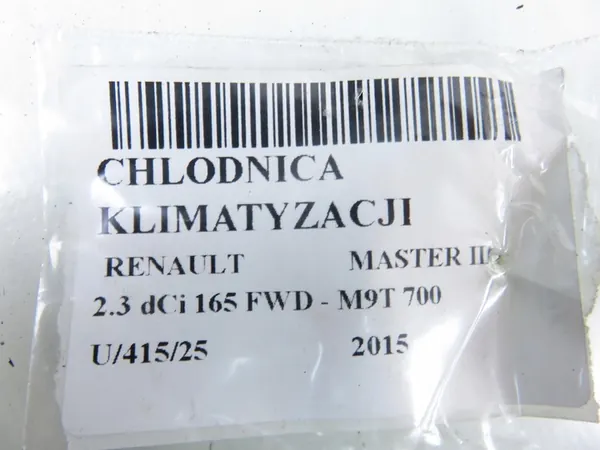 CHLODNICA
KLIMATYZACJI
RENAULT MASTER III
2.3 dCi 165 FWD - M9T 700
U/415/25 2015